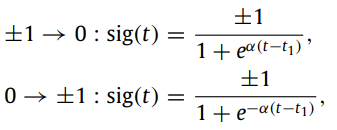 ±1 → 0 : sig(t) = ±1 / (1 + e^{α(t−t₁)}),
0 → ±1 : sig(t) = ±1 / (1 + e^{−α(t−t₁)}),